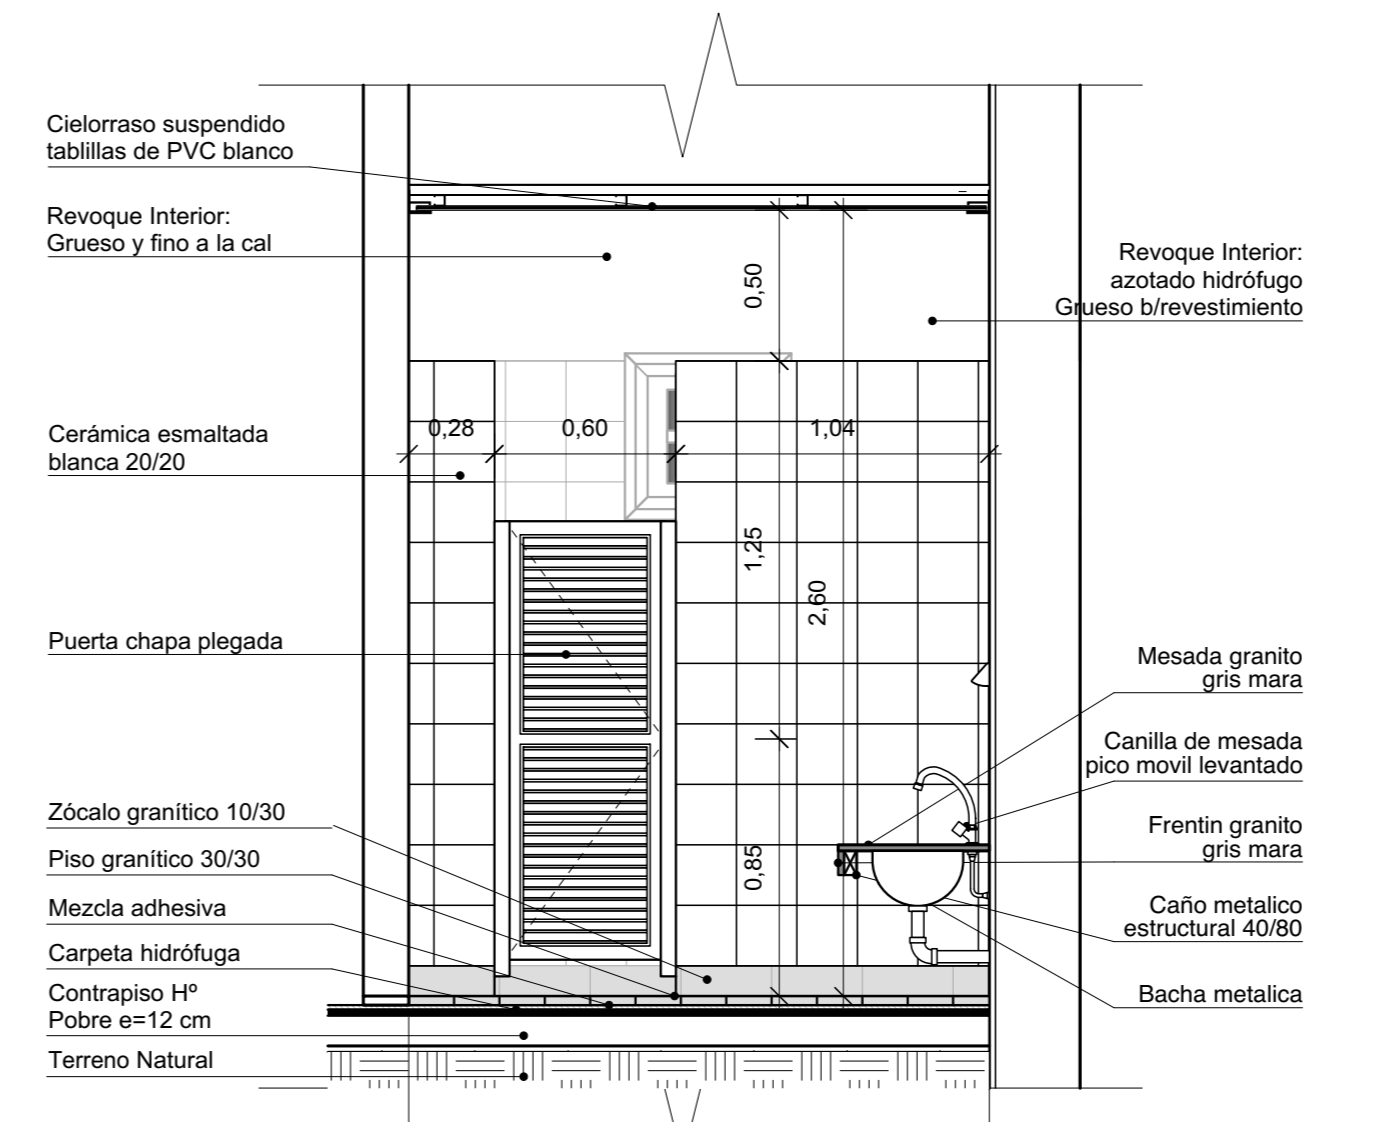 Cielorraso suspendido
tablillas de PVC blanco
Revoque Interior:
Grueso y fino a la cal
Cerámica esmaltada
blanca 20/20
Puerta chapa plegada
Zócalo granítico 10/30
Piso granítico 30/30
Mezcla adhesiva
Carpeta hidrófuga
Contrapiso Hº
Pobre e=12 cm
Terreno Natural
0,50
0,28
0,60
1,04
1,25
2,60
0,85
Revoque Interior:
azotado hidrófugo
Grueso b/revestimiento
Mesada granito
gris mara
Canilla de mesada
pico movil levantado
Frentin granito
gris mara
Caño metalico
estructural 40/80
Bacha metalica